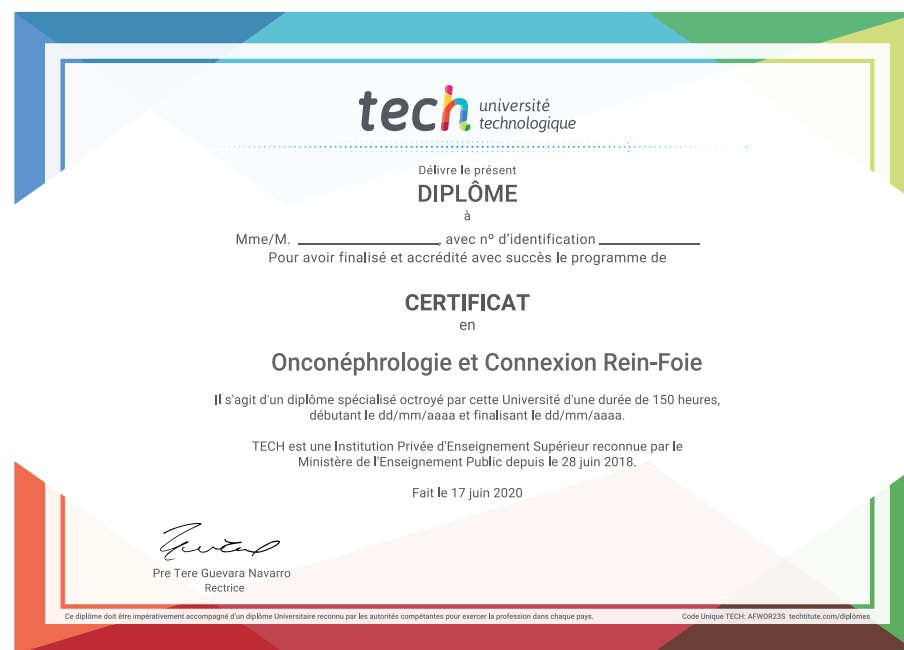 tech université
technologique
Délivre le présent
DIPLÔME
à
Mme/M. ____________________, avec nº d'identification ______________
Pour avoir finalisé et accrédité avec succès le programme de
CERTIFICAT
en
Onconéphrologie et Connexion Rein-Foie
Il s'agit d'un diplôme spécialisé octroyé par cette Université d'une durée de 150 heures,
débutant le dd/mm/aaaa et finalisant le dd/mm/aaaa.
TECH est une Institution Privée d'Enseignement Supérieur reconnue par le
Ministère de l'Enseignement Public depuis le 28 juin 2018.
Fait le 17 juin 2020
Pre Tere Guevara Navarro
Rectrice
Ce diplôme doit être impérativement accompagné d'un diplôme Universitaire reconnu par les autorités compétantes pour exercer la profession dans chaque pays.
Code Unique TECH: AFWOR23S techtitute.com/diplômes